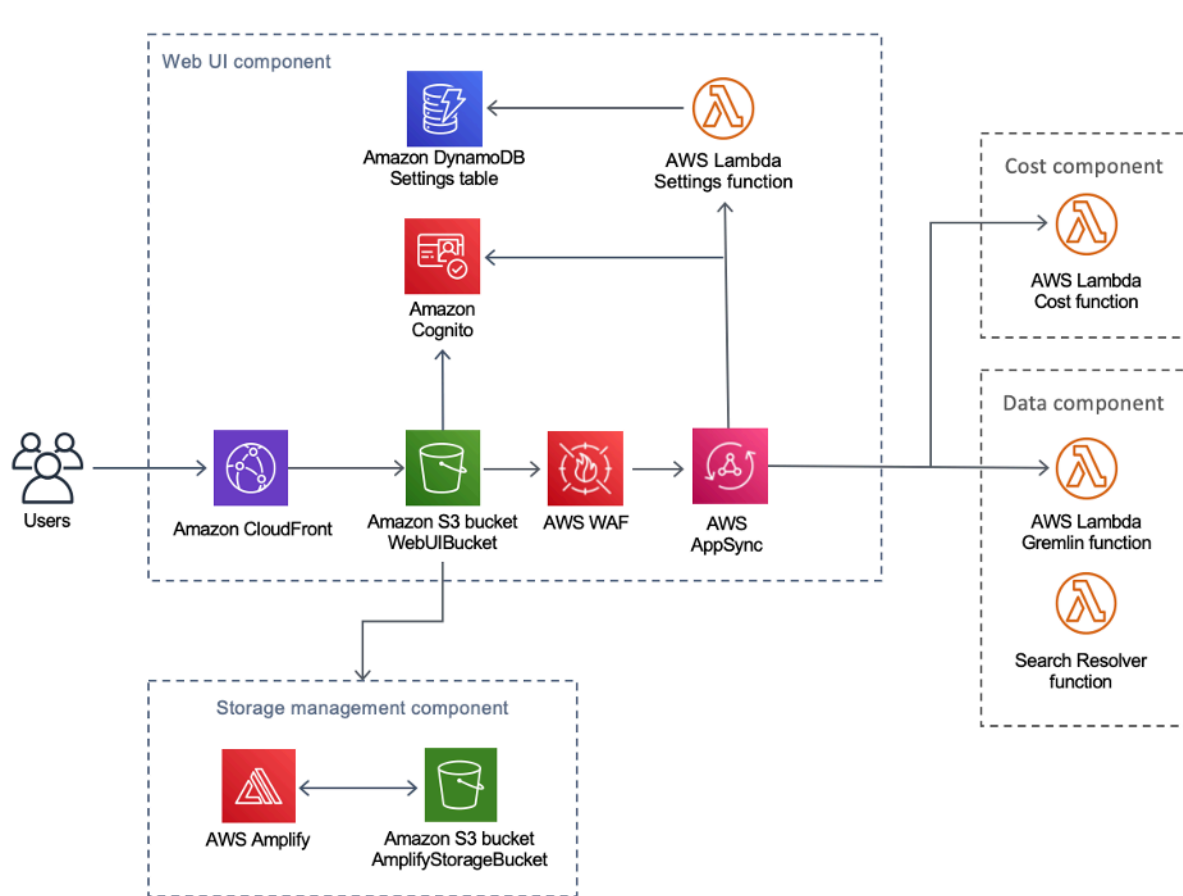 Web UI component
Amazon DynamoDB
Settings table
AWS Lambda
Settings function
Cost component
AWS Lambda
Cost function
Amazon
Cognito
Data component
Users
Amazon CloudFront
Amazon S3 bucket
WebUIBucket
AWS WAF
AWS
AppSync
AWS Lambda
Gremlin function
Search Resolver
function
Storage management component
AWS Amplify
Amazon S3 bucket
AmplifyStorageBucket